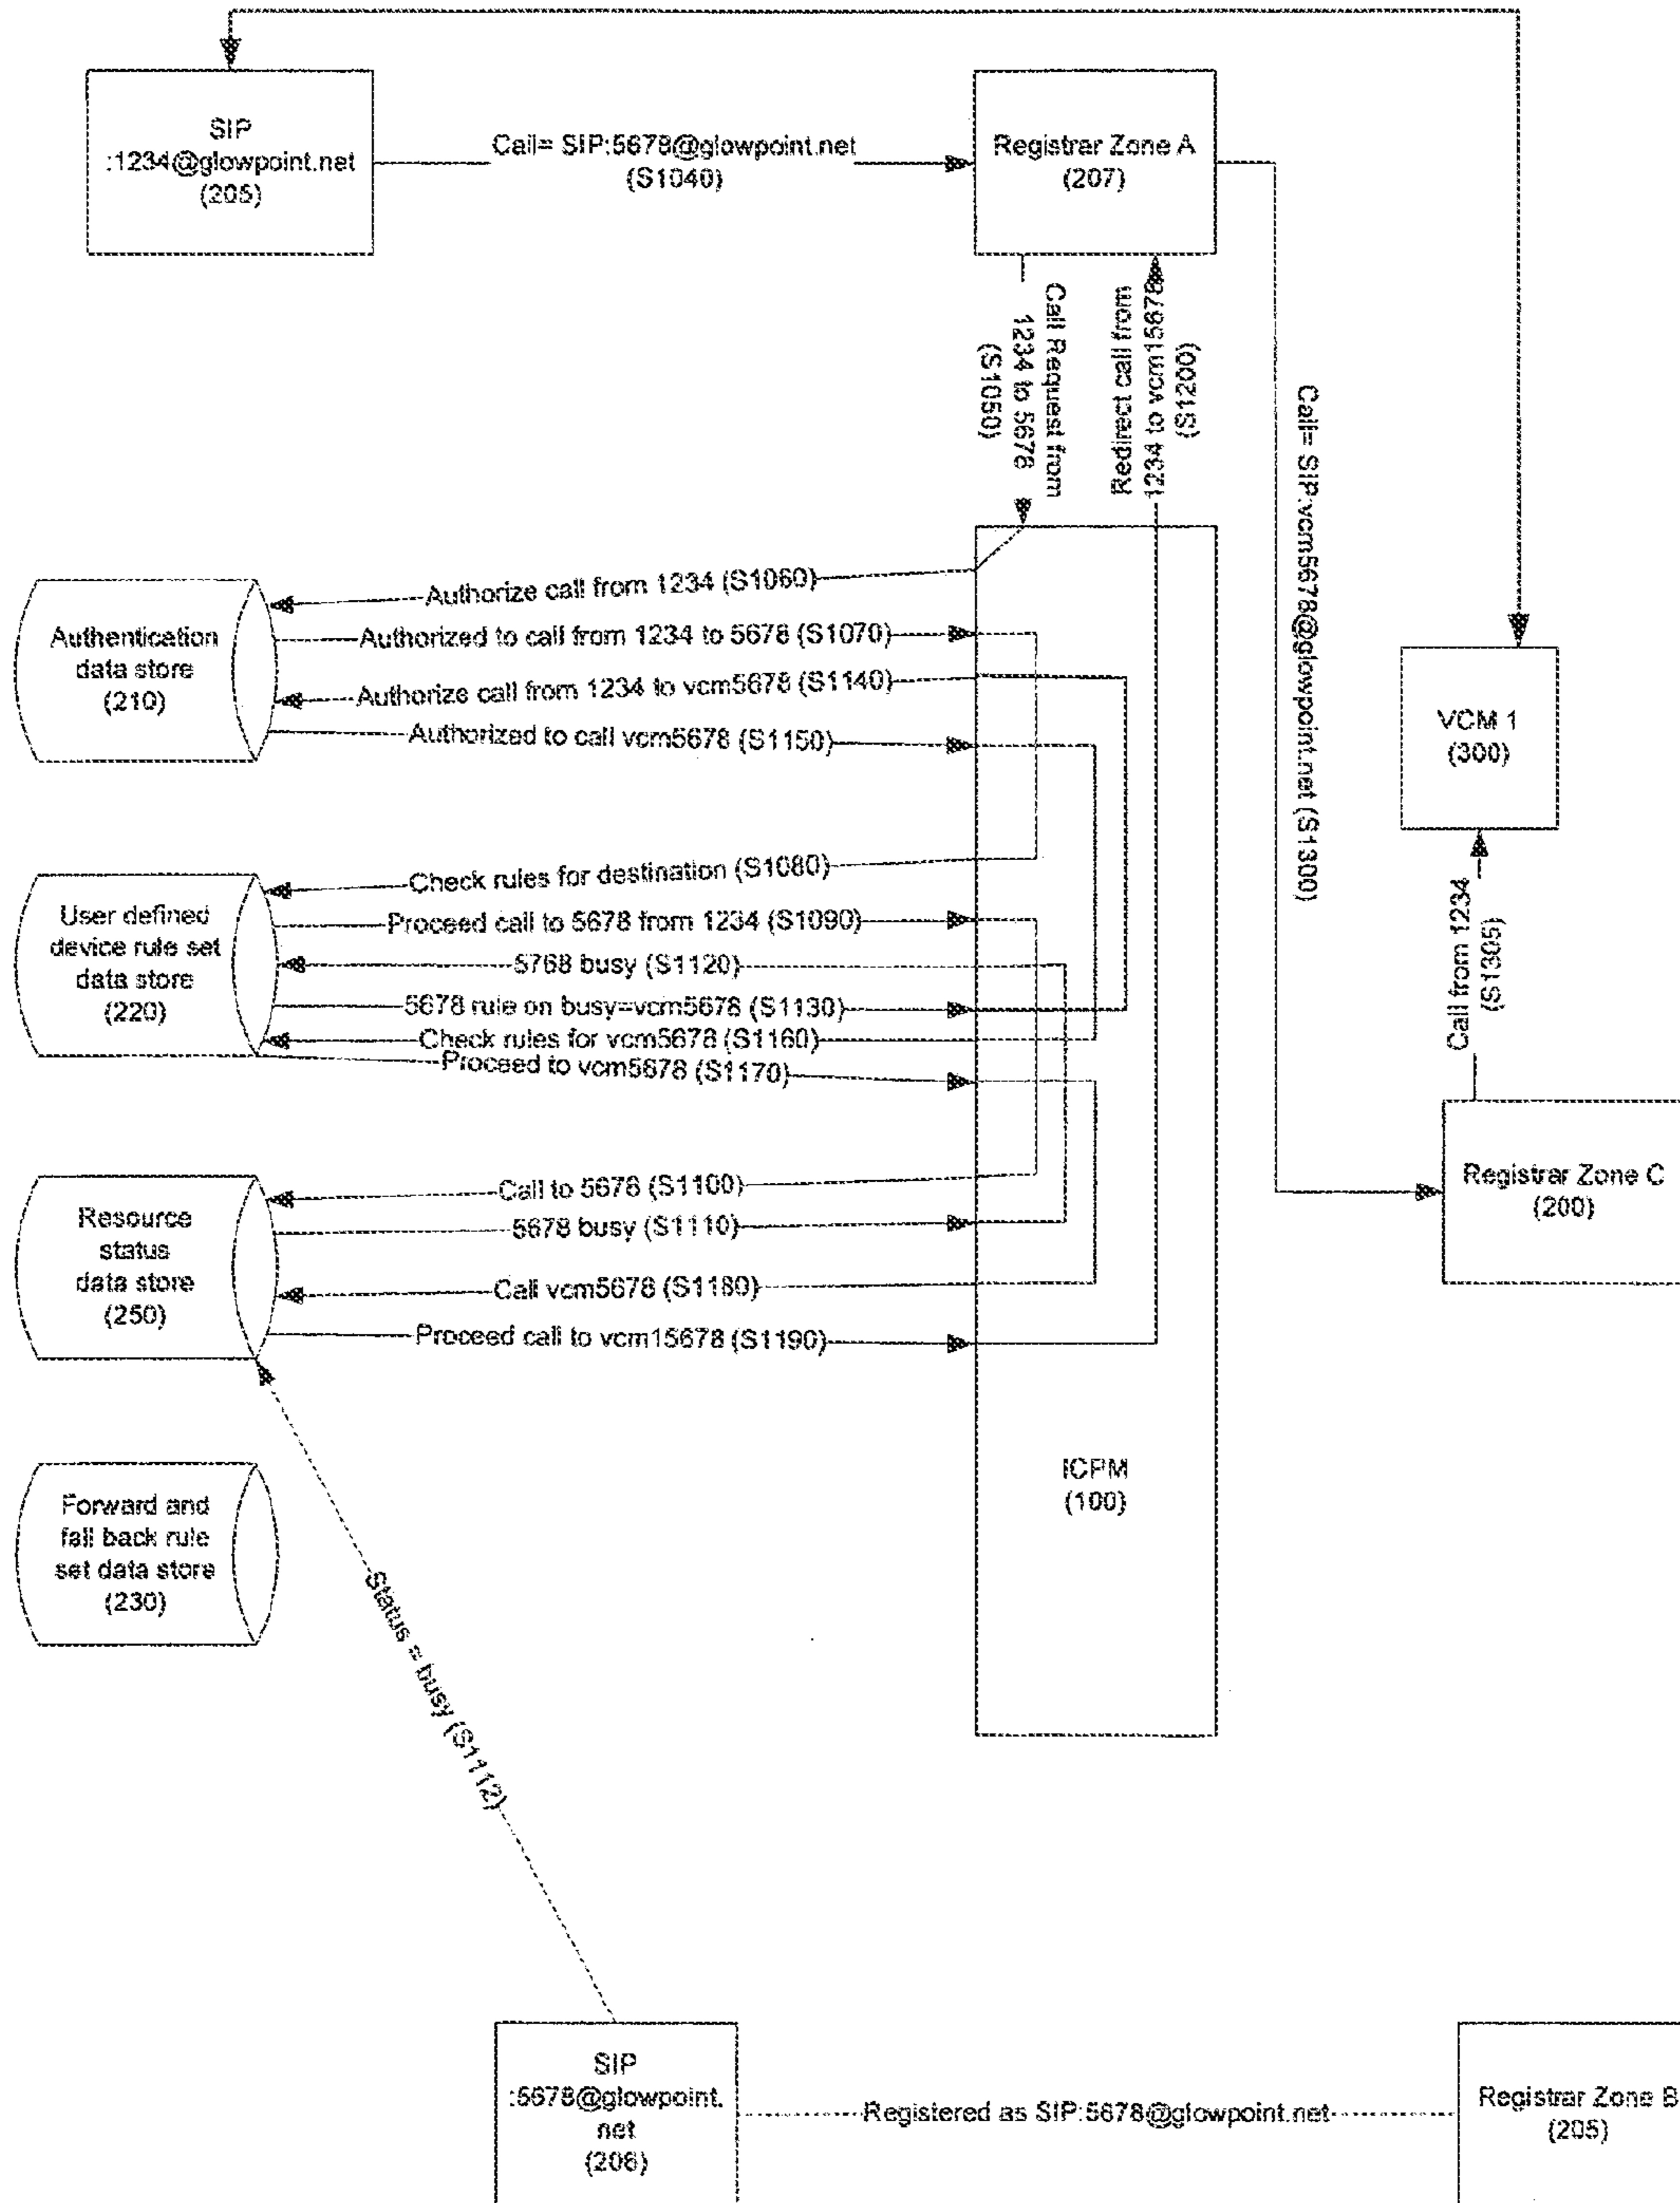 SIP
:1234@glowpoint.net
(205)
Call= SIP:5678@glowpoint.net
(S1040)
Registrar Zone A
(207)
Call Request from
1234 to 5678
(S1050)
Redirect call from
1234 to vcm15678
(S1200)
Call= SIP:vcm5678@glowpoint.net (S1300)
Authentication
data store
(210)
Authorize call from 1234 (S1060)
Authorized to call from 1234 to 5678 (S1070)
Authorize call from 1234 to vcm5678 (S1140)
Authorized to call vcm5678 (S1150)
VCM 1
(300)
User defined
device rule set
data store
(220)
Check rules for destination (S1080)
Proceed call to 5678 from 1234 (S1090)
5768 busy (S1120)
5678 rule on busy=vcm5678 (S1130)
Check rules for vcm5678 (S1160)
Proceed to vcm5678 (S1170)
Call from 1234
(S1305)
Registrar Zone C
(200)
Resource
status
data store
(250)
Call to 5678 (S1100)
5678 busy (S1110)
Call vcm5678 (S1180)
Proceed call to vcm15678 (S1190)
ICPM
(100)
Forward and
fall back rule
set data store
(230)
Status = busy (S1112)
SIP
:5678@glowpoint.
net
(206)
Registered as SIP:5678@glowpoint.net
Registrar Zone B
(205)